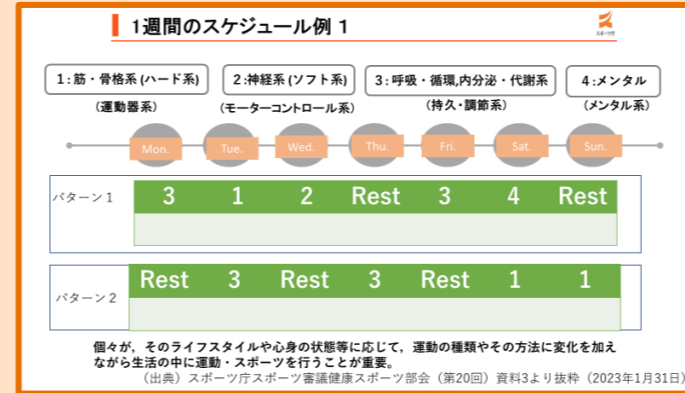 1週間のスケジュール例 1
スポーツ庁
1:筋・骨格系(ハード系)
2:神経系(ソフト系)
3:呼吸・循環,内分泌・代謝系
4:メンタル
(運動器系)
(モーターコントロール系)
(持久・調節系)
(メンタル系)
Mon. Tue. Wed. Thu. Fri. Sat. Sun.
パターン1 3 1 2 Rest 3 4 Rest
パターン2 Rest 3 Rest 3 Rest 1 1
個々が，そのライフスタイルや心身の状態等に応じて，運動の種類やその方法に変化を加え
ながら生活の中に運動・スポーツを行うことが重要。
（出典）スポーツ庁スポーツ審議健康スポーツ部会（第20回）資料3より抜粋（2023年1月31日）